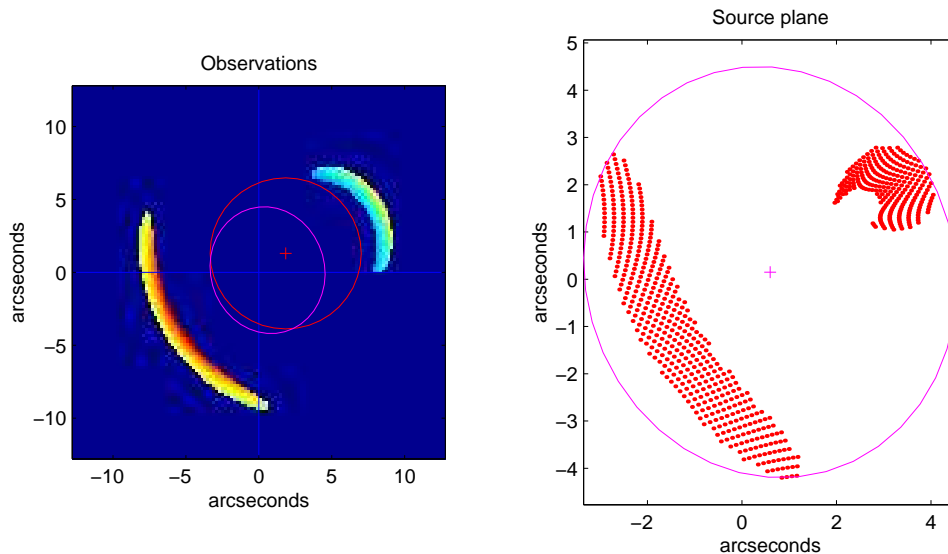 Observations
10
5
0
−5
−10
arcseconds
−10 −5 0 5 10
arcseconds
Source plane
5
4
3
2
1
0
−1
−2
−3
−4
arcseconds
−2 0 2 4
arcseconds